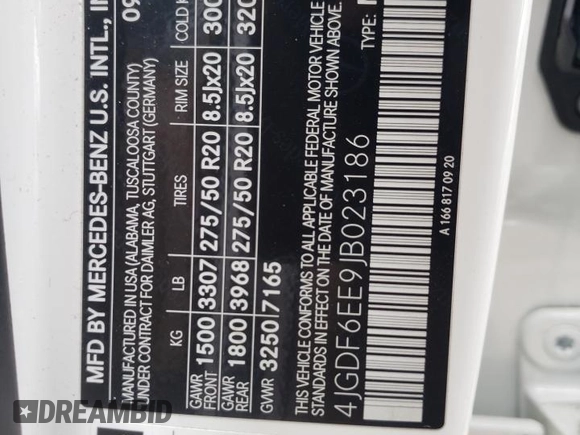 MFD BY MERCEDES-BENZ U.S. INTL., IN
09
MANUFACTURED IN USA (ALABAMA, TUSCALOOSA COUNTY)
UNDER CONTRACT FOR DAIMLER AG, STUTTGART (GERMANY)
KG LB TIRES RIM SIZE COLD
GAWR FRONT 1500 3307 275/50 R20 8.5Jx20 300
GAWR REAR 1800 3968 275/50 R20 8.5Jx20 320
GVWR 3250 7165
THIS VEHICLE CONFORMS TO ALL APPLICABLE FEDERAL MOTOR VEHICLE
IN EFFECT ON THE DATE OF MANUFACTURE SHOWN ABOVE.
TYPE:
4JGDF6EE9JB023186
A 166 817 09 20
DREAMBID